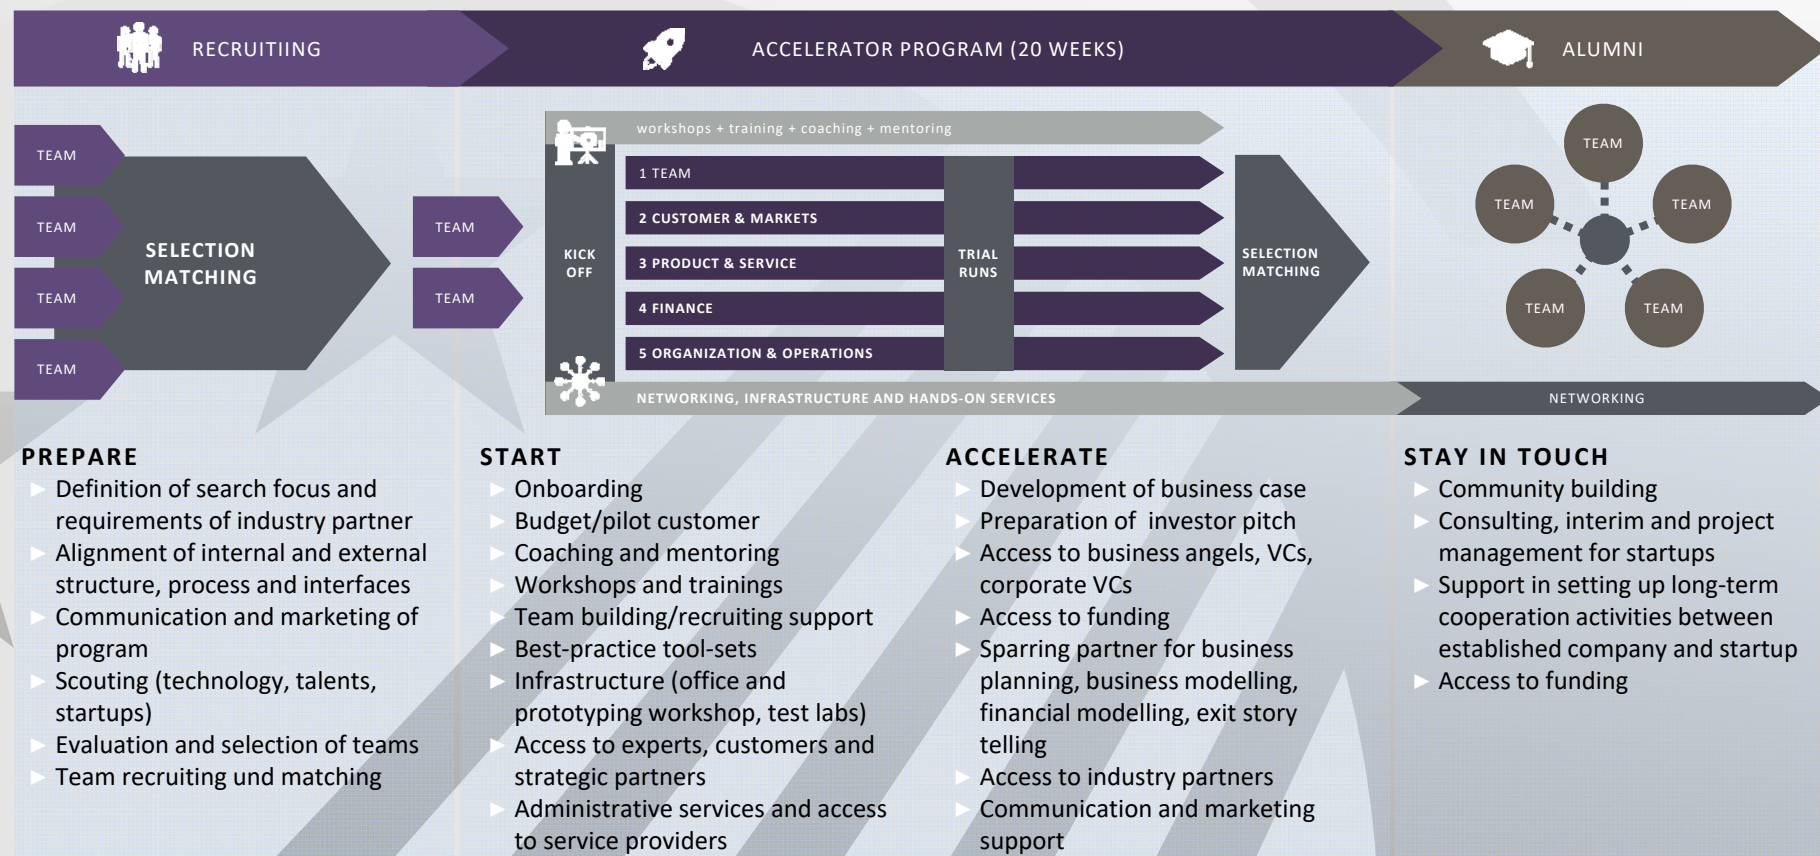 RECRUITIING
ACCELERATOR PROGRAM (20 WEEKS)
ALUMNI
TEAM
TEAM
TEAM
TEAM
SELECTION
MATCHING
TEAM
TEAM
KICK
OFF
workshops + training + coaching + mentoring
1 TEAM
2 CUSTOMER & MARKETS
3 PRODUCT & SERVICE
4 FINANCE
5 ORGANIZATION & OPERATIONS
TRIAL
RUNS
SELECTION
MATCHING
NETWORKING, INFRASTRUCTURE AND HANDS-ON SERVICES
TEAM
TEAM
TEAM
TEAM
TEAM
NETWORKING
PREPARE
► Definition of search focus and
requirements of industry partner
► Alignment of internal and external
structure, process and interfaces
► Communication and marketing of
program
► Scouting (technology, talents,
startups)
► Evaluation and selection of teams
► Team recruiting und matching
START
► Onboarding
► Budget/pilot customer
► Coaching and mentoring
► Workshops and trainings
► Team building/recruiting support
► Best-practice tool-sets
► Infrastructure (office and
prototyping workshop, test labs)
► Access to experts, customers and
strategic partners
► Administrative services and access
to service providers
ACCELERATE
► Development of business case
► Preparation of investor pitch
► Access to business angels, VCs,
corporate VCs
► Access to funding
► Sparring partner for business
planning, business modelling,
financial modelling, exit story
telling
► Access to industry partners
► Communication and marketing
support
STAY IN TOUCH
► Community building
► Consulting, interim and project
management for startups
► Support in setting up long-term
cooperation activities between
established company and startup
► Access to funding